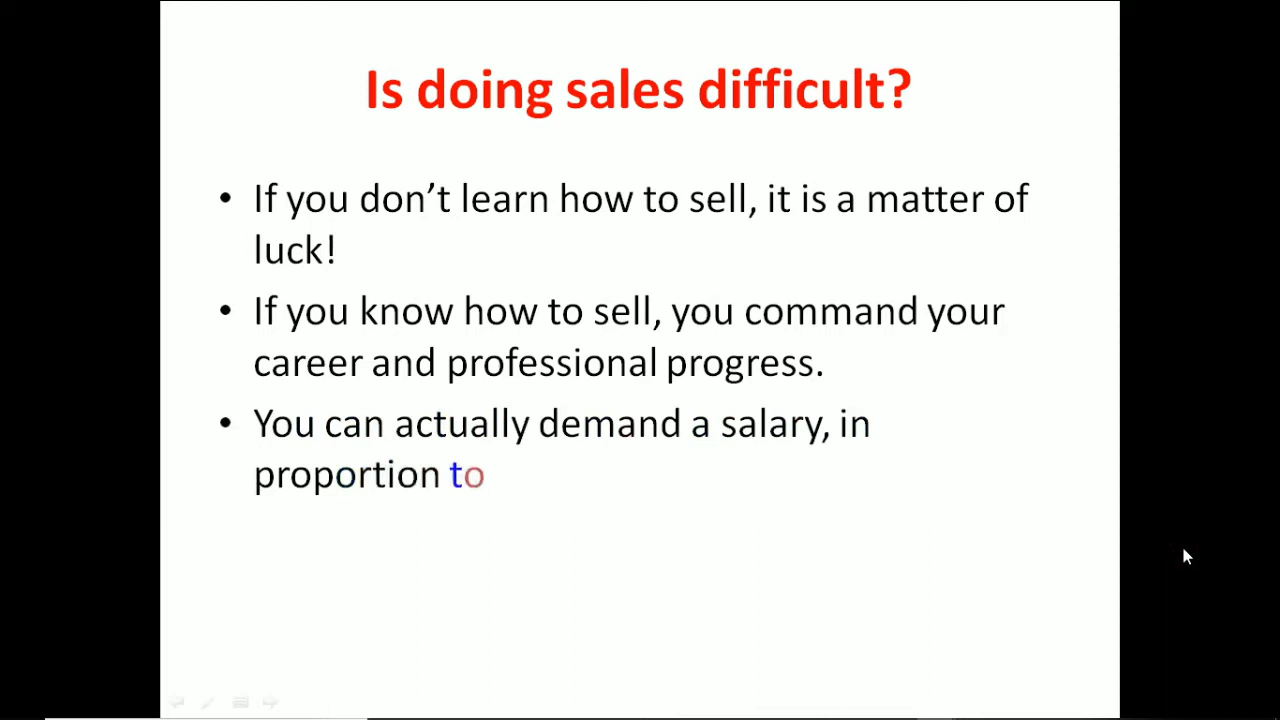 Is doing sales difficult?
• If you don’t learn how to sell, it is a matter of
luck!
• If you know how to sell, you command your
career and professional progress.
• You can actually demand a salary, in
proportion to